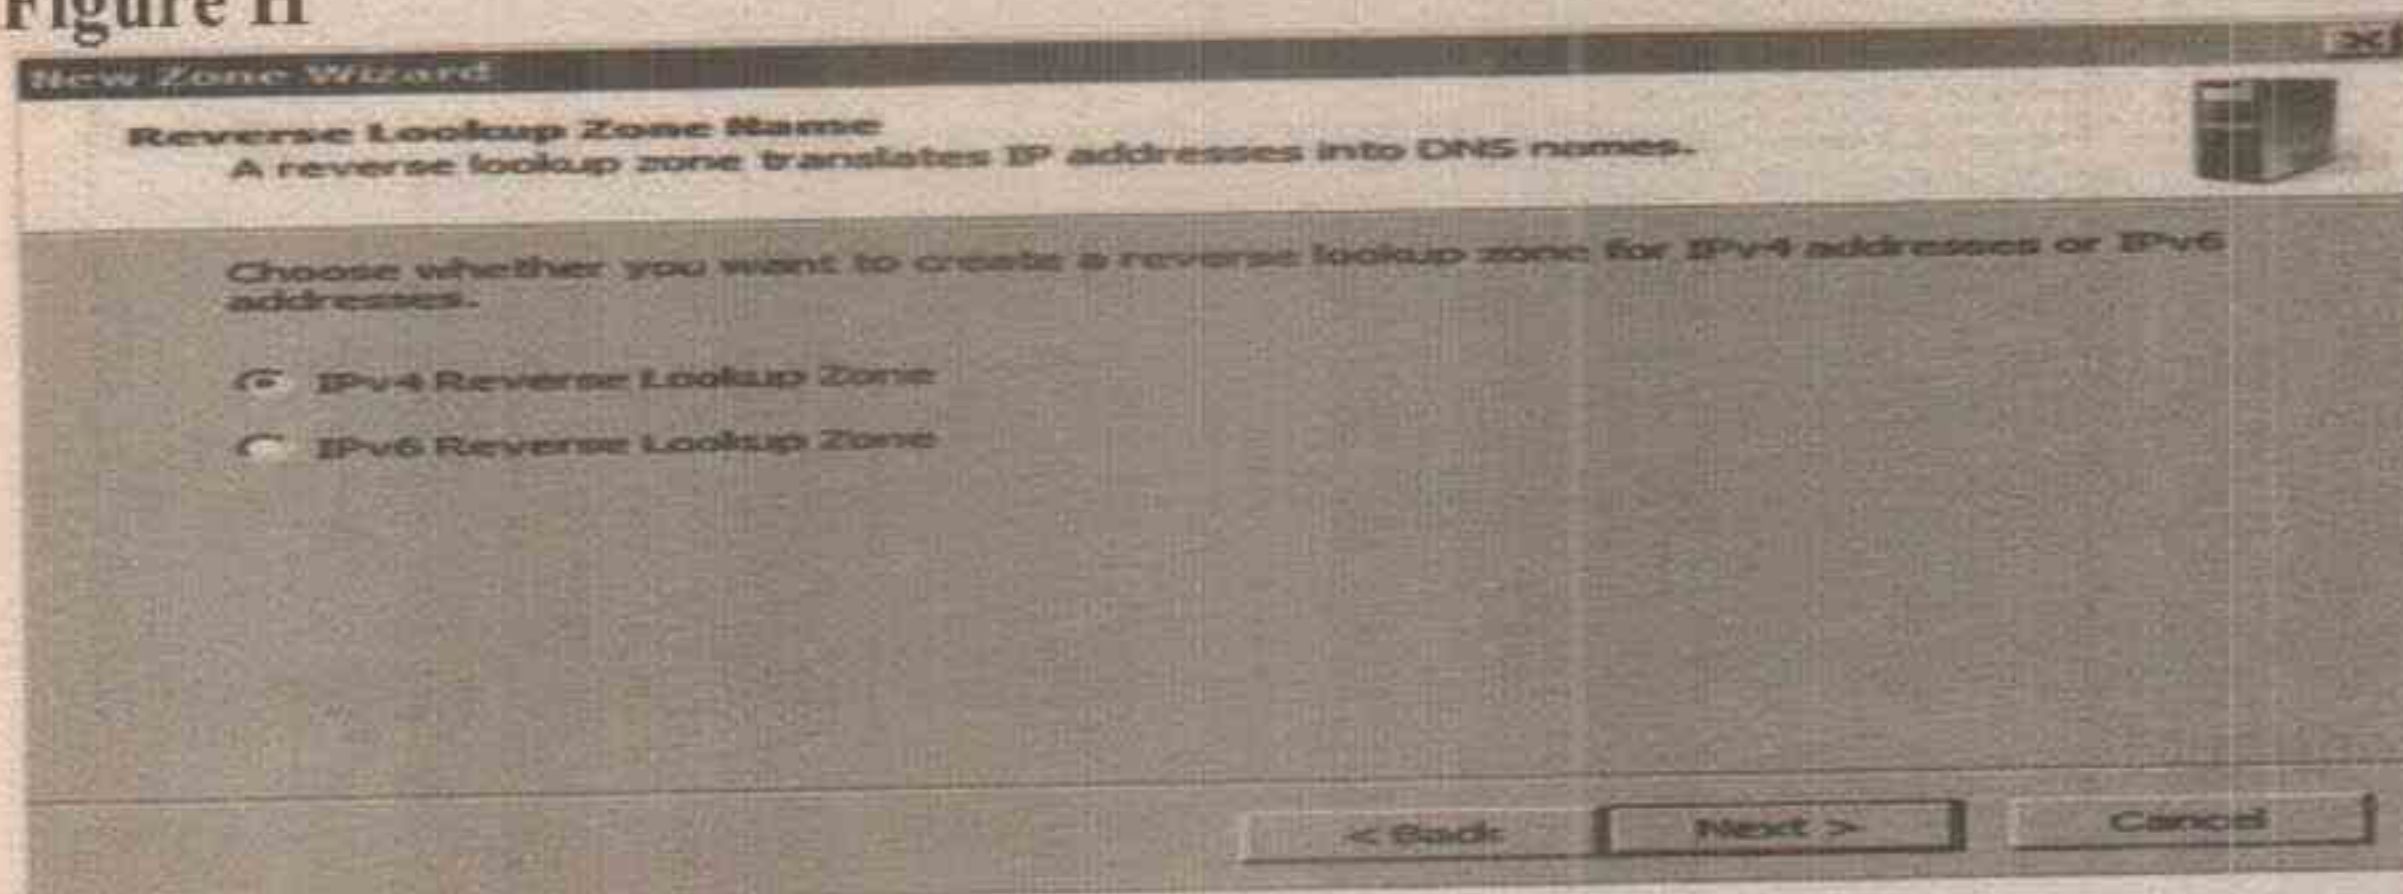 Figure H
New Zone Wizard
Reverse Lookup Zone Name
A reverse lookup zone translates IP addresses into DNS names.
Choose whether you want to create a reverse lookup zone for IPv4 addresses or IPv6
addresses.
IPv4 Reverse Lookup Zone
IPv6 Reverse Lookup Zone
< Back
Next >
Cancel